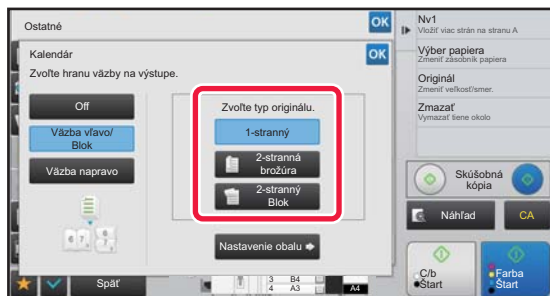 Ostatné
OK
Kalendár
OK
Zvoľte hranu väzby na výstupe.
Off
Väzba vľavo/
Blok
Väzba napravo
6 7
Zvoľte typ originálu.
1-stranný
2-stranná
brožúra
2-stranný
Blok
Nastavenie obalu
Späť
3 B4
4 A3
A4
Nv1
Vložiť viac strán na stranu A
Výber papiera
Zmeniť zásobník papiera
Originál
Zmeniť veľkosť/smer.
Zmazať
Vymazať tiene okolo
Skúšobná
kópia
Náhľad
CA
C/b
Štart
Farba
Štart